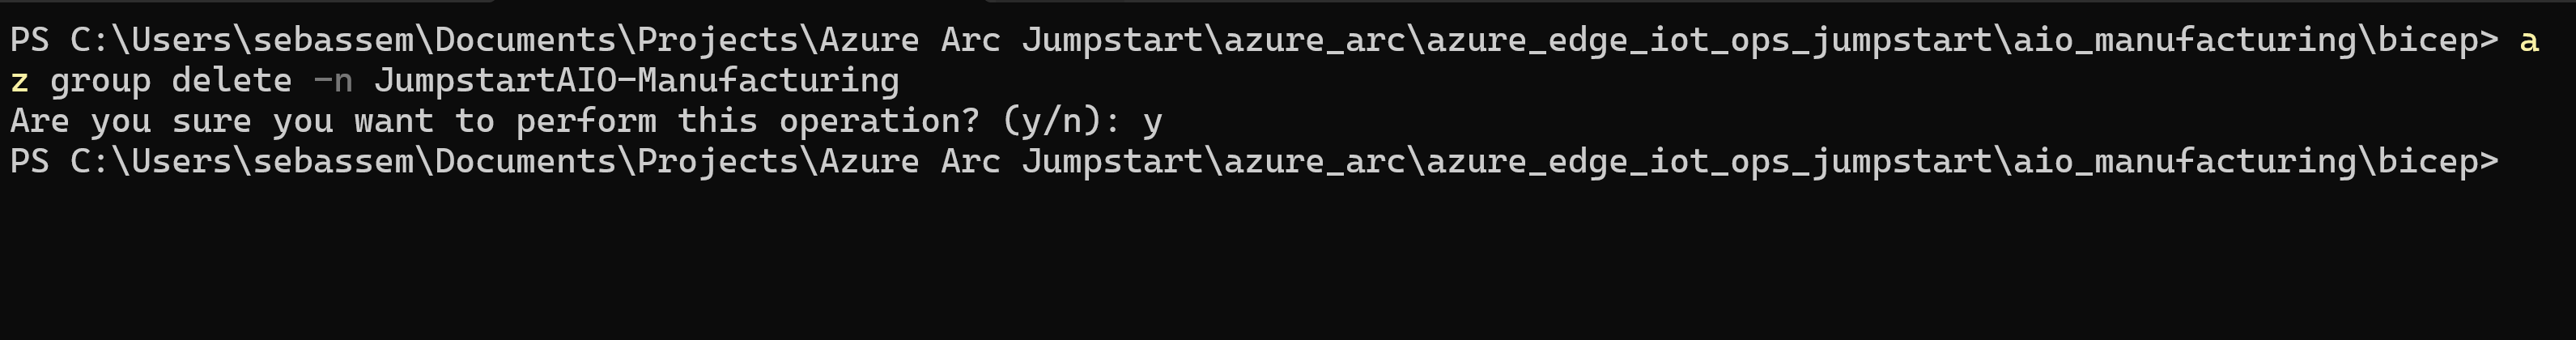 PS C:\Users\sebassem\Documents\Projects\Azure Arc Jumpstart\azure_arc\azure_edge_iot_ops_jumpstart\aio_manufacturing\bicep> a
z group delete -n JumpstartAIO-Manufacturing
Are you sure you want to perform this operation? (y/n): y
PS C:\Users\sebassem\Documents\Projects\Azure Arc Jumpstart\azure_arc\azure_edge_iot_ops_jumpstart\aio_manufacturing\bicep>